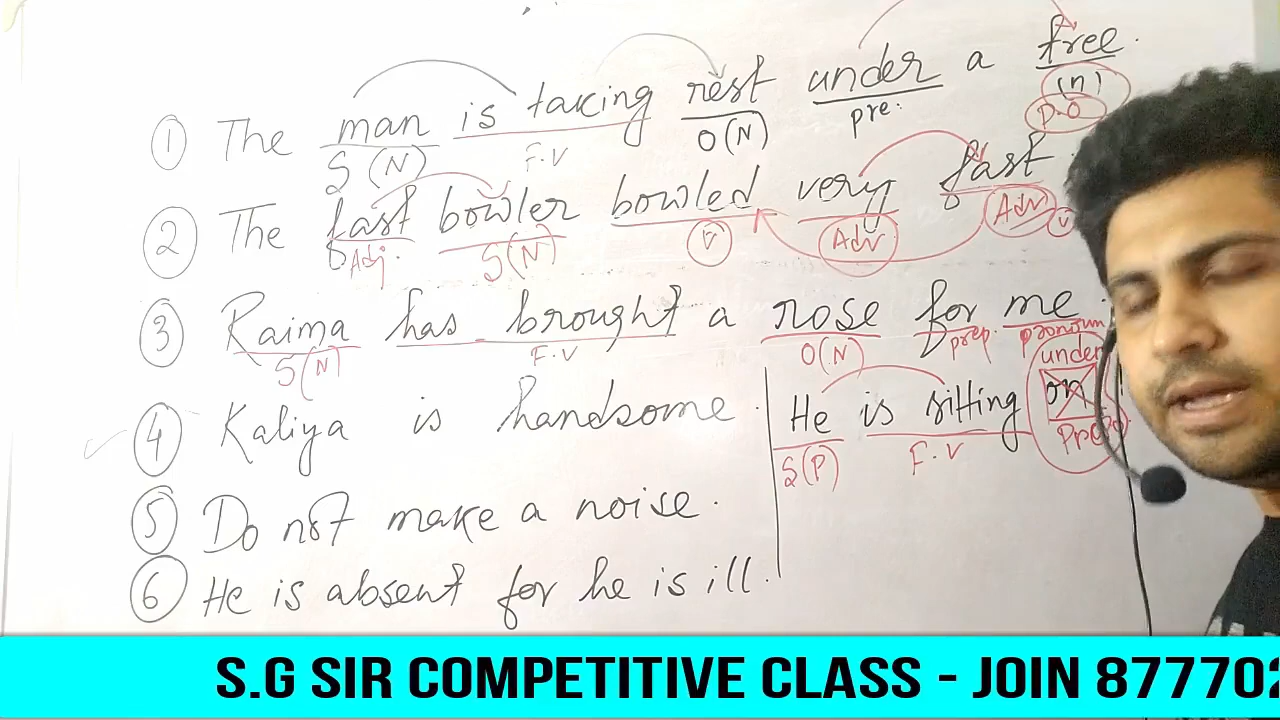 ① The man is taking rest under a tree.
S(N) F.V O(N) pre. (n)
P.O
② The fast bowler bowled very fast.
Adj. S(N) V Adv Adv V
③ Raima has brought a rose for me.
S(N) F.V O(N) prep. pronoun
④ Kaliya is handsome.
He is sitting under on
S(P) F.V
⑤ Do not make a noise.
⑥ He is absent for he is ill.
S.G SIR COMPETITIVE CLASS - JOIN 877702